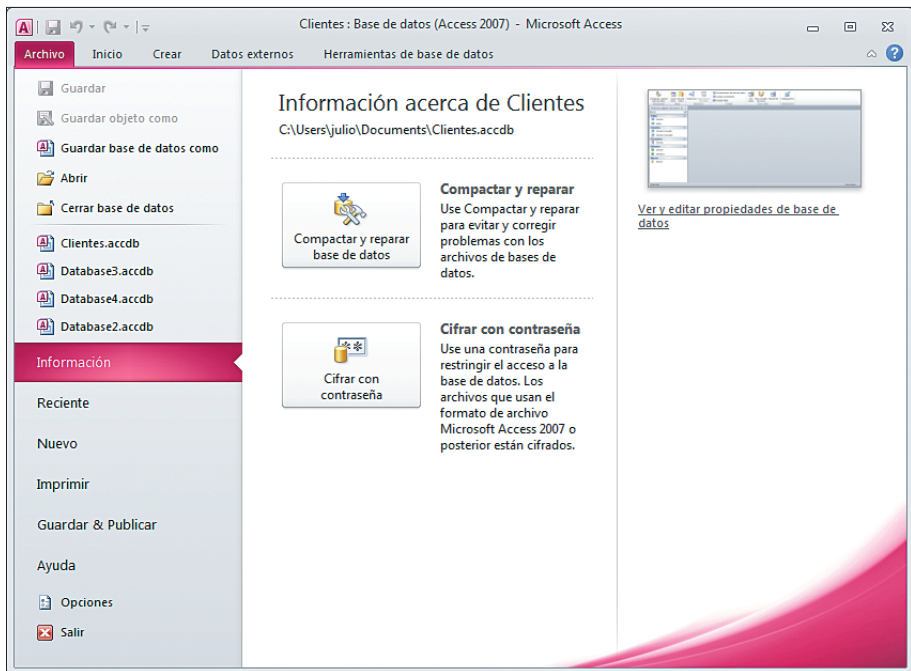 Clientes : Base de datos (Access 2007) - Microsoft Access
Archivo Inicio Crear Datos externos Herramientas de base de datos
Guardar
Guardar objeto como
Guardar base de datos como
Abrir
Cerrar base de datos
Clientes.accdb
Database3.accdb
Database4.accdb
Database2.accdb
Información
Reciente
Nuevo
Imprimir
Guardar & Publicar
Ayuda
Opciones
Salir
Información acerca de Clientes
C:\Users\julio\Documents\Clientes.accdb
Compactar y reparar
base de datos
Compactar y reparar
Use Compactar y reparar
para evitar y corregir
problemas con los
archivos de bases de
datos.
Cifrar con
contraseña
Cifrar con contraseña
Use una contraseña para
restringir el acceso a la
base de datos. Los
archivos que usan el
formato de archivo
Microsoft Access 2007 o
posterior están cifrados.
Ver y editar propiedades de base de
datos